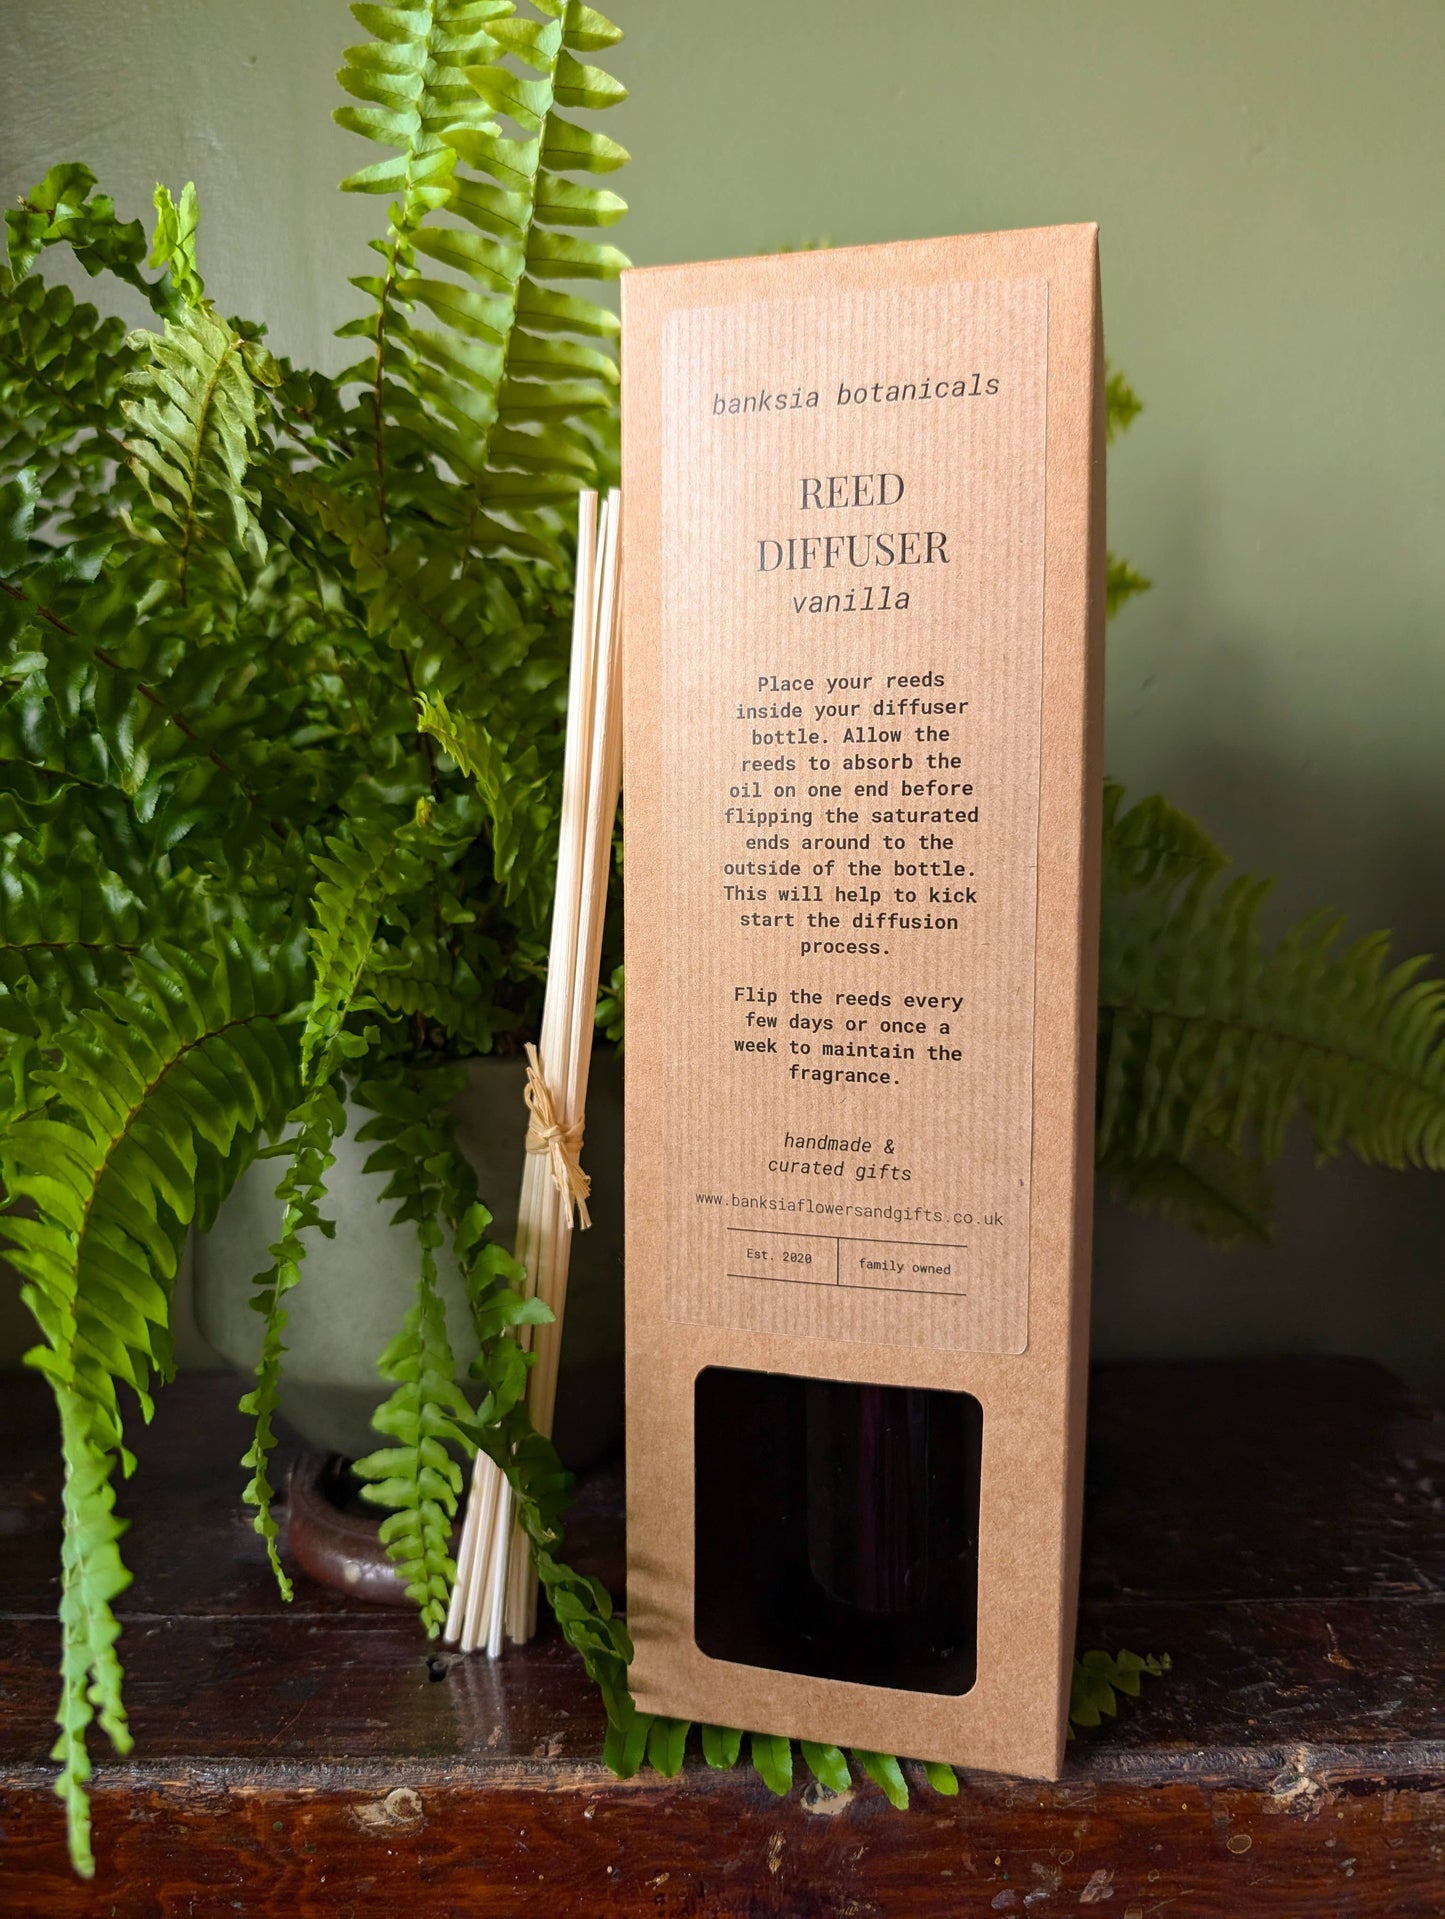 banksia botanicals
REED
DIFFUSER
vanilla
Place your reeds
inside your diffuser
bottle. Allow the
reeds to absorb the
oil on one end before
flipping the saturated
ends around to the
outside of the bottle.
This will help to kick
start the diffusion
process.
Flip the reeds every
few days or once a
week to maintain the
fragrance.
handmade &
curated gifts
www.banksiaflowersandgifts.co.uk
Est. 2020
family owned